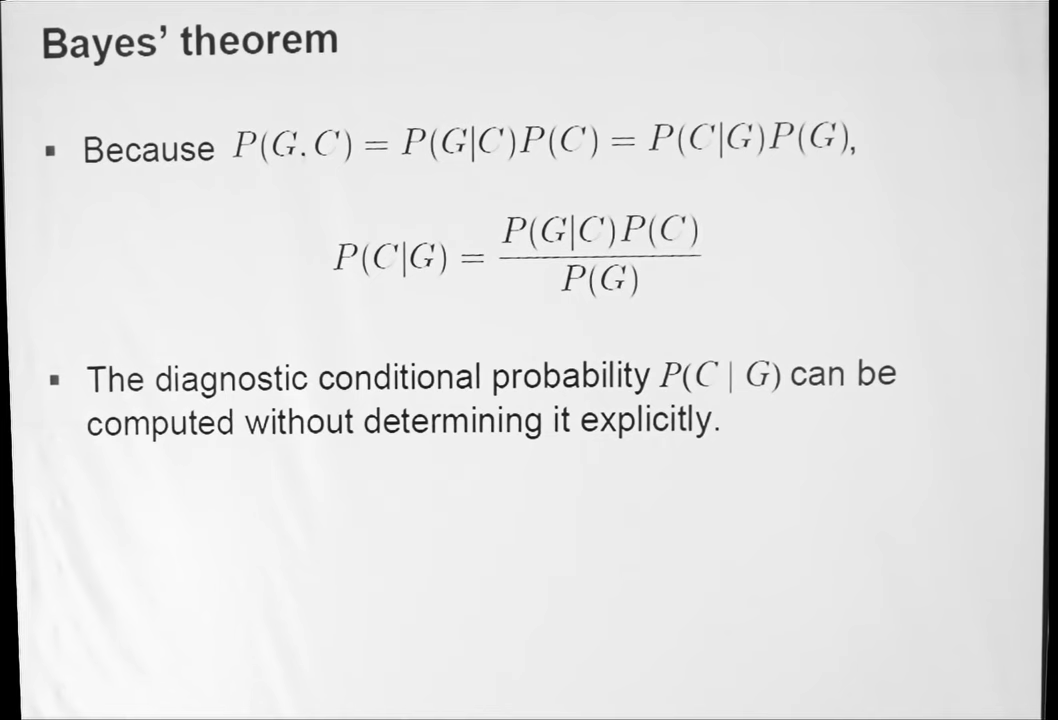 Bayes’ theorem
▪ Because P(G.C) = P(G|C)P(C) = P(C|G)P(G),
P(C|G) = P(G|C)P(C) / P(G)
▪ The diagnostic conditional probability P(C | G) can be
computed without determining it explicitly.